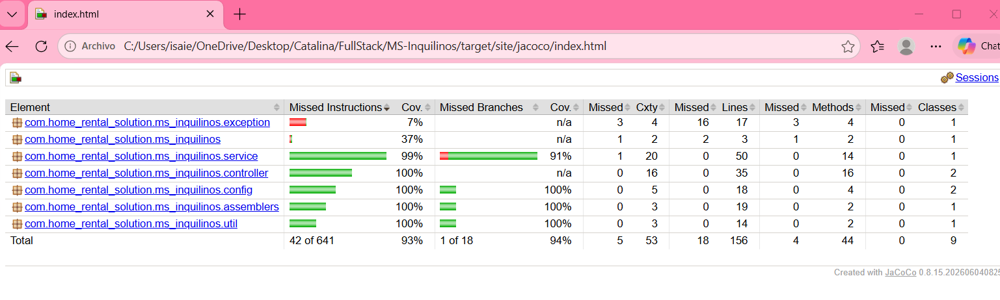 index.html
Archivo C:/Users/isaie/OneDrive/Desktop/Catalina/FullStack/MS-Inquilinos/target/site/jacoco/index.html Chat
Sessions
Element Missed Instructions Cov. Missed Branches Cov. Missed Cxty Missed Lines Missed Methods Missed Classes
com.home_rental_solution.ms_inquilinos.exception 7% n/a 3 4 16 17 3 4 0 1
com.home_rental_solution.ms_inquilinos 37% n/a 1 2 2 3 1 2 0 1
com.home_rental_solution.ms_inquilinos.service 99% 91% 1 20 0 50 0 14 0 1
com.home_rental_solution.ms_inquilinos.controller 100% n/a 0 16 0 35 0 16 0 2
com.home_rental_solution.ms_inquilinos.config 100% 100% 0 5 0 18 0 4 0 2
com.home_rental_solution.ms_inquilinos.assemblers 100% 100% 0 3 0 19 0 2 0 1
com.home_rental_solution.ms_inquilinos.util 100% 100% 0 3 0 14 0 2 0 1
Total 42 of 641 93% 1 of 18 94% 5 53 18 156 4 44 0 9
Created with JaCoCo 0.8.15.202606040825